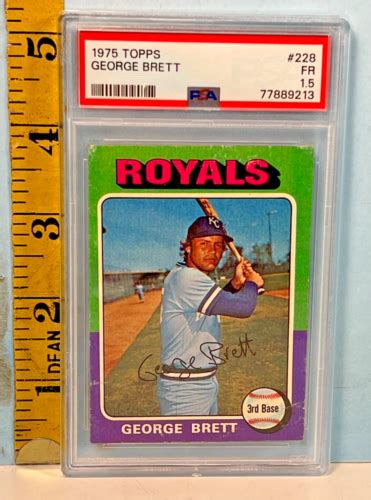 1975 TOPPS #228
GEORGE BRETT FR
1.5
PSA 77889213
ROYALS
KC
George Brett
3rd Base
GEORGE BRETT
5
4
3
2
1
DEAN